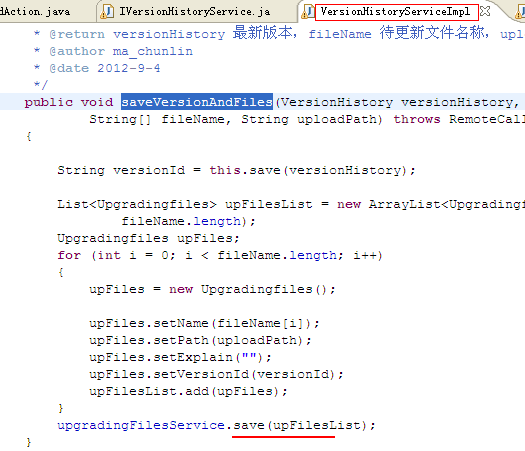 dAction.java IVersionHistoryService.ja VersionHistoryServiceImpl
* @return versionHistory 最新版本，fileName 待更新文件名称，upl
* @author ma_chunlin
* @date 2012-9-4
*/
public void saveVersionAndFiles(VersionHistory versionHistory,
String[] fileName, String uploadPath) throws RemoteCall
{
String versionId = this.save(versionHistory);
List<Upgradingfiles> upFilesList = new ArrayList<Upgradingf
fileName.length);
Upgradingfiles upFiles;
for (int i = 0; i < fileName.length; i++)
{
upFiles = new Upgradingfiles();
upFiles.setName(fileName[i]);
upFiles.setPath(uploadPath);
upFiles.setExplain("");
upFiles.setVersionId(versionId);
upFilesList.add(upFiles);
}
upgradingFilesService.save(upFilesList);
}